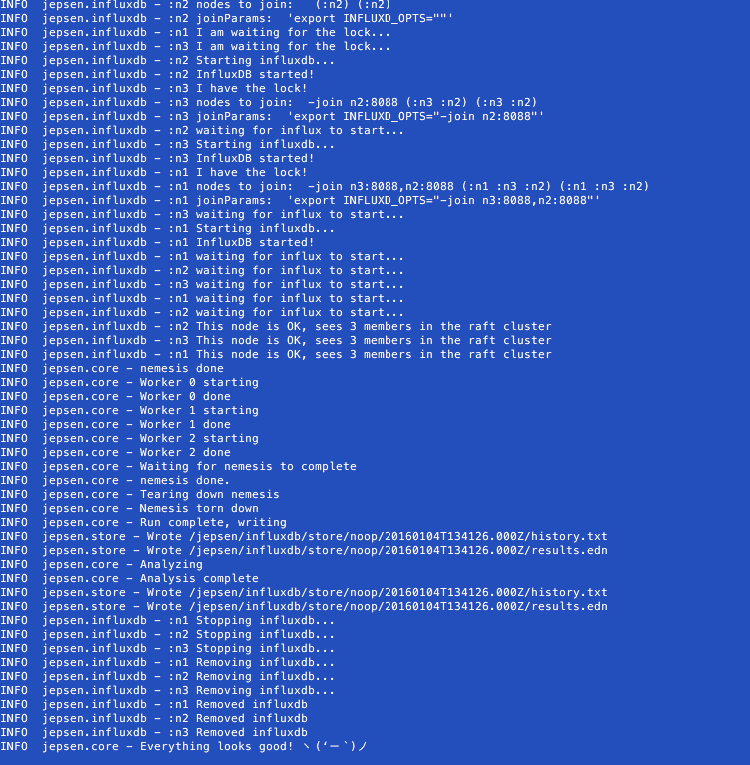 INFO  jepsen.influxdb - :n2 nodes to join:   (:n2) (:n2)
INFO  jepsen.influxdb - :n2 joinParams:  'export INFLUXD_OPTS=""'
INFO  jepsen.influxdb - :n1 I am waiting for the lock...
INFO  jepsen.influxdb - :n3 I am waiting for the lock...
INFO  jepsen.influxdb - :n2 Starting influxdb...
INFO  jepsen.influxdb - :n2 InfluxDB started!
INFO  jepsen.influxdb - :n3 I have the lock!
INFO  jepsen.influxdb - :n3 nodes to join:  -join n2:8088 (:n3 :n2) (:n3 :n2)
INFO  jepsen.influxdb - :n3 joinParams:  'export INFLUXD_OPTS="-join n2:8088"'
INFO  jepsen.influxdb - :n2 waiting for influx to start...
INFO  jepsen.influxdb - :n3 Starting influxdb...
INFO  jepsen.influxdb - :n3 InfluxDB started!
INFO  jepsen.influxdb - :n1 I have the lock!
INFO  jepsen.influxdb - :n1 nodes to join:  -join n3:8088,n2:8088 (:n1 :n3 :n2) (:n1 :n3 :n2)
INFO  jepsen.influxdb - :n1 joinParams:  'export INFLUXD_OPTS="-join n3:8088,n2:8088"'
INFO  jepsen.influxdb - :n3 waiting for influx to start...
INFO  jepsen.influxdb - :n1 Starting influxdb...
INFO  jepsen.influxdb - :n1 InfluxDB started!
INFO  jepsen.influxdb - :n1 waiting for influx to start...
INFO  jepsen.influxdb - :n2 waiting for influx to start...
INFO  jepsen.influxdb - :n3 waiting for influx to start...
INFO  jepsen.influxdb - :n1 waiting for influx to start...
INFO  jepsen.influxdb - :n2 waiting for influx to start...
INFO  jepsen.influxdb - :n2 This node is OK, sees 3 members in the raft cluster
INFO  jepsen.influxdb - :n3 This node is OK, sees 3 members in the raft cluster
INFO  jepsen.influxdb - :n1 This node is OK, sees 3 members in the raft cluster
INFO  jepsen.core - nemesis done
INFO  jepsen.core - Worker 0 starting
INFO  jepsen.core - Worker 0 done
INFO  jepsen.core - Worker 1 starting
INFO  jepsen.core - Worker 1 done
INFO  jepsen.core - Worker 2 starting
INFO  jepsen.core - Worker 2 done
INFO  jepsen.core - Waiting for nemesis to complete
INFO  jepsen.core - nemesis done.
INFO  jepsen.core - Tearing down nemesis
INFO  jepsen.core - Nemesis torn down
INFO  jepsen.core - Run complete, writing
INFO  jepsen.store - Wrote /jepsen/influxdb/store/noop/20160104T134126.000Z/history.txt
INFO  jepsen.store - Wrote /jepsen/influxdb/store/noop/20160104T134126.000Z/results.edn
INFO  jepsen.core - Analyzing
INFO  jepsen.core - Analysis complete
INFO  jepsen.store - Wrote /jepsen/influxdb/store/noop/20160104T134126.000Z/history.txt
INFO  jepsen.store - Wrote /jepsen/influxdb/store/noop/20160104T134126.000Z/results.edn
INFO  jepsen.influxdb - :n1 Stopping influxdb...
INFO  jepsen.influxdb - :n2 Stopping influxdb...
INFO  jepsen.influxdb - :n3 Stopping influxdb...
INFO  jepsen.influxdb - :n1 Removing influxdb...
INFO  jepsen.influxdb - :n2 Removing influxdb...
INFO  jepsen.influxdb - :n3 Removing influxdb...
INFO  jepsen.influxdb - :n1 Removed influxdb
INFO  jepsen.influxdb - :n2 Removed influxdb
INFO  jepsen.influxdb - :n3 Removed influxdb
INFO  jepsen.core - Everything looks good! ヽ(‘ー`)ノ